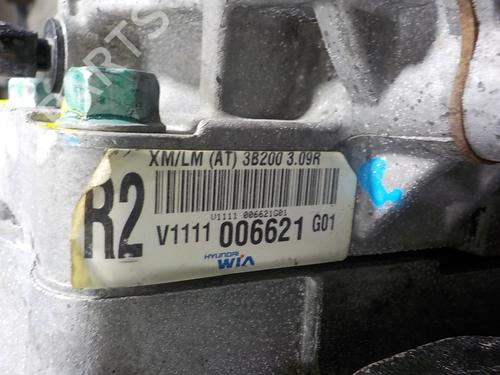 XM/LM (AT) 3B200 3.09R
R2
V1111 006621G01
V1111 006621 G01
HYUNDAI
WIA